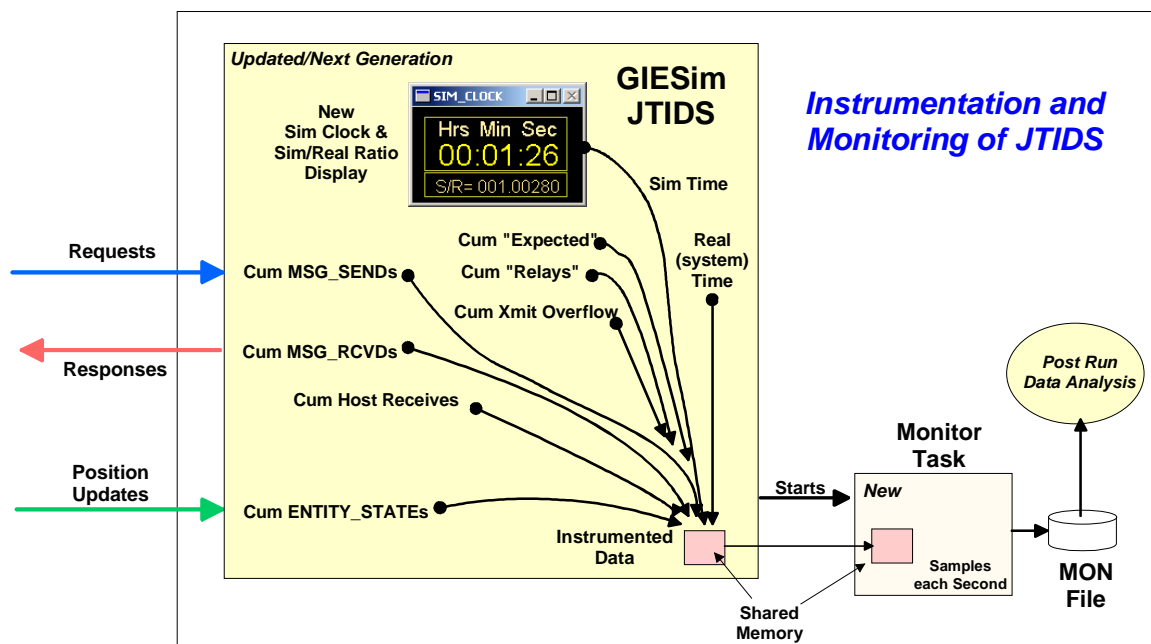 Updated/Next Generation
GIESim
JTIDS
Instrumentation and
Monitoring of JTIDS
New
Sim Clock &
Sim/Real Ratio
Display
SIM_CLOCK
Hrs Min Sec
00:01:26
S/R= 001.00280
Sim Time
Requests
Cum "Expected"
Real
(system)
Time
Cum MSG_SENDs
Cum "Relays"
Cum Xmit Overflow
Cum MSG_RCVDs
Responses
Post Run
Data Analysis
Cum Host Receives
Monitor
Task
Position
Updates
Starts
New
Cum ENTITY_STATEs
Instrumented
Data
Samples
each Second
MON
File
Shared
Memory